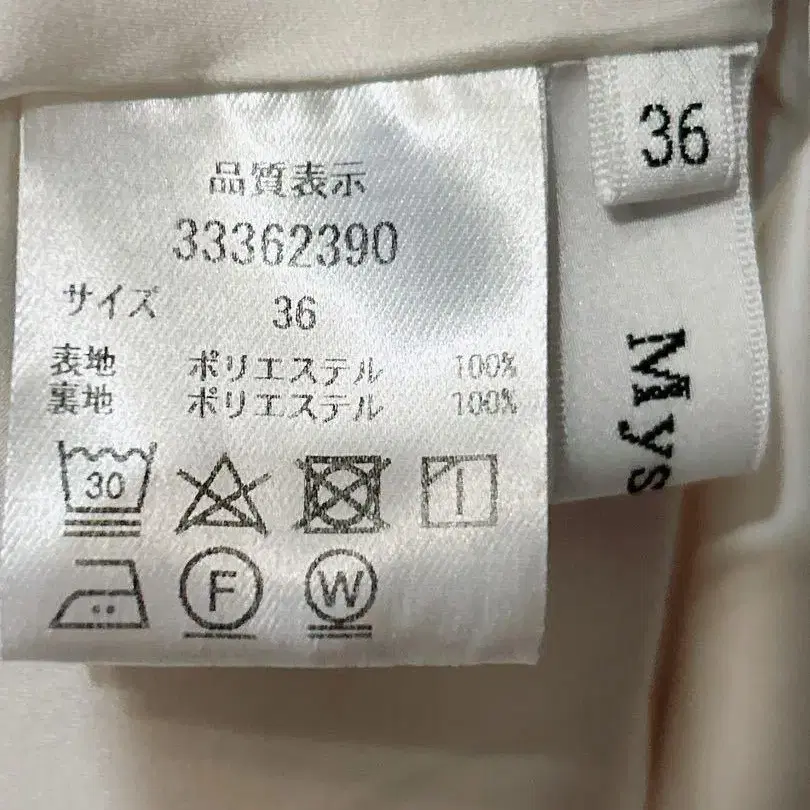 品質表示
33362390
サイズ 36
表地 ポリエステル 100%
裏地 ポリエステル 100%
30
F
W
36
Mys